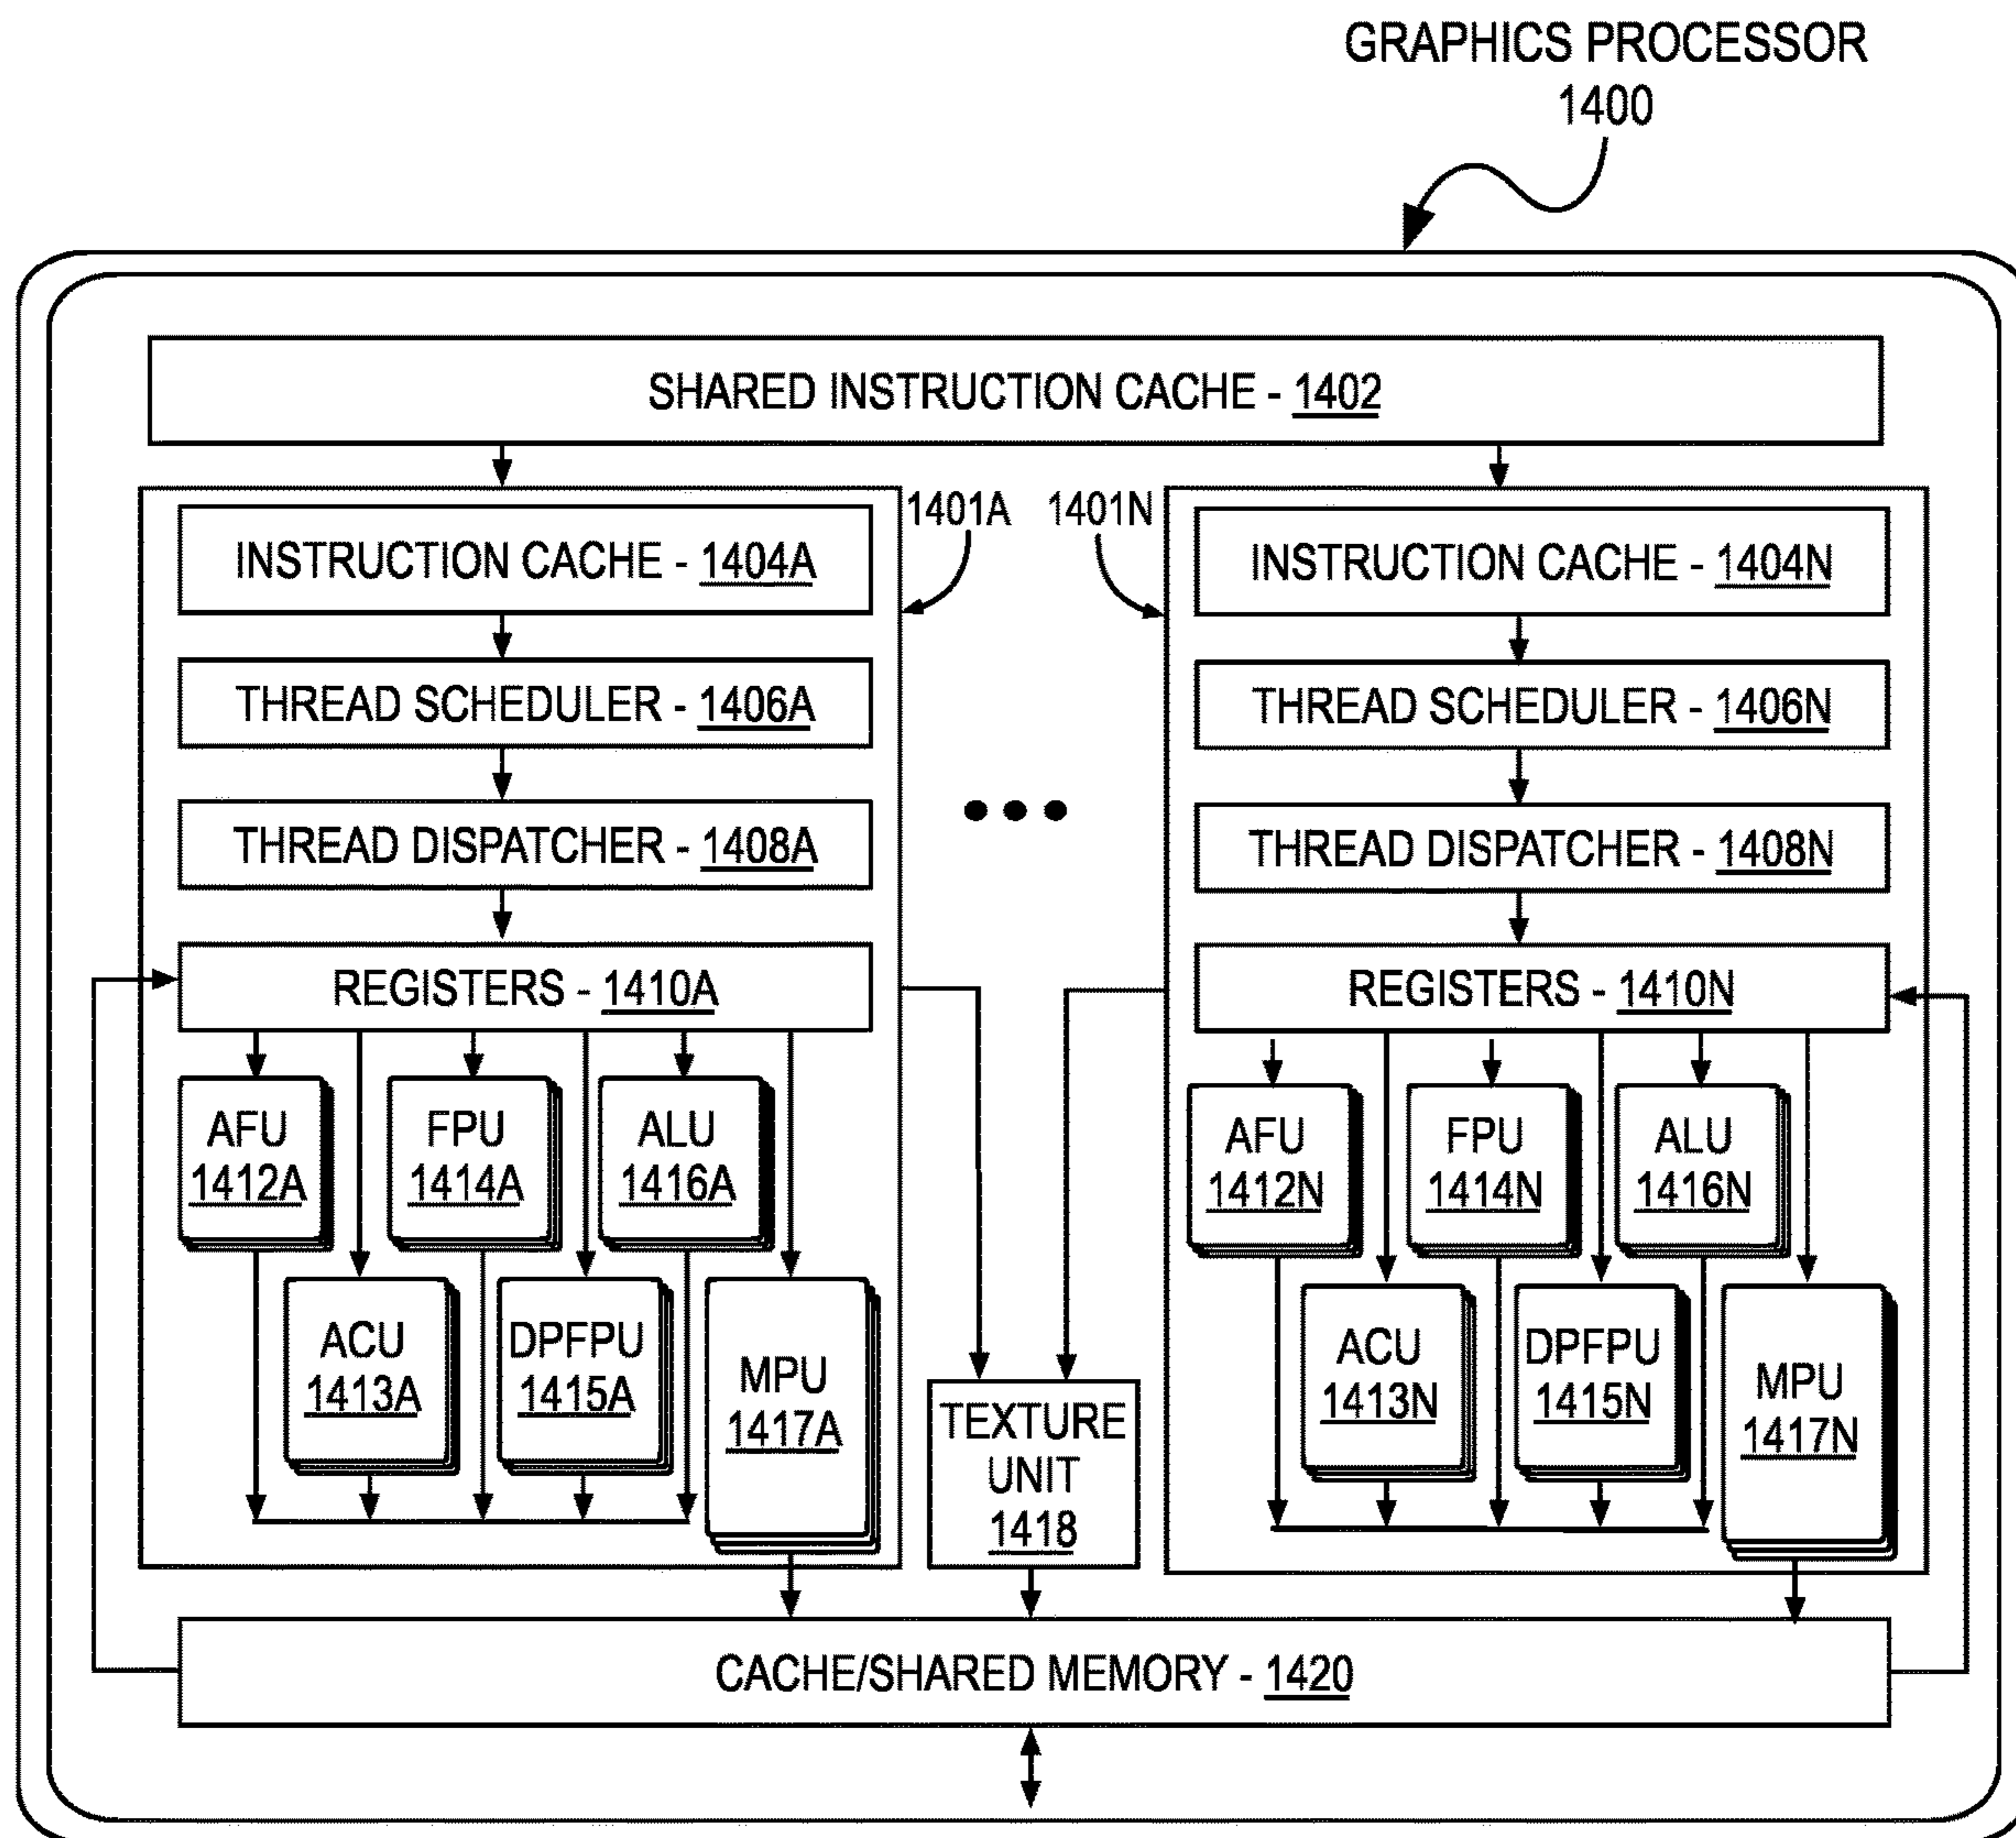 GRAPHICS PROCESSOR
1400
SHARED INSTRUCTION CACHE - 1402
1401A
1401N
INSTRUCTION CACHE - 1404A
THREAD SCHEDULER - 1406A
THREAD DISPATCHER - 1408A
REGISTERS - 1410A
AFU
1412A
FPU
1414A
ALU
1416A
ACU
1413A
DPFPU
1415A
MPU
1417A
TEXTURE
UNIT
1418
INSTRUCTION CACHE - 1404N
THREAD SCHEDULER - 1406N
THREAD DISPATCHER - 1408N
REGISTERS - 1410N
AFU
1412N
FPU
1414N
ALU
1416N
ACU
1413N
DPFPU
1415N
MPU
1417N
CACHE/SHARED MEMORY - 1420